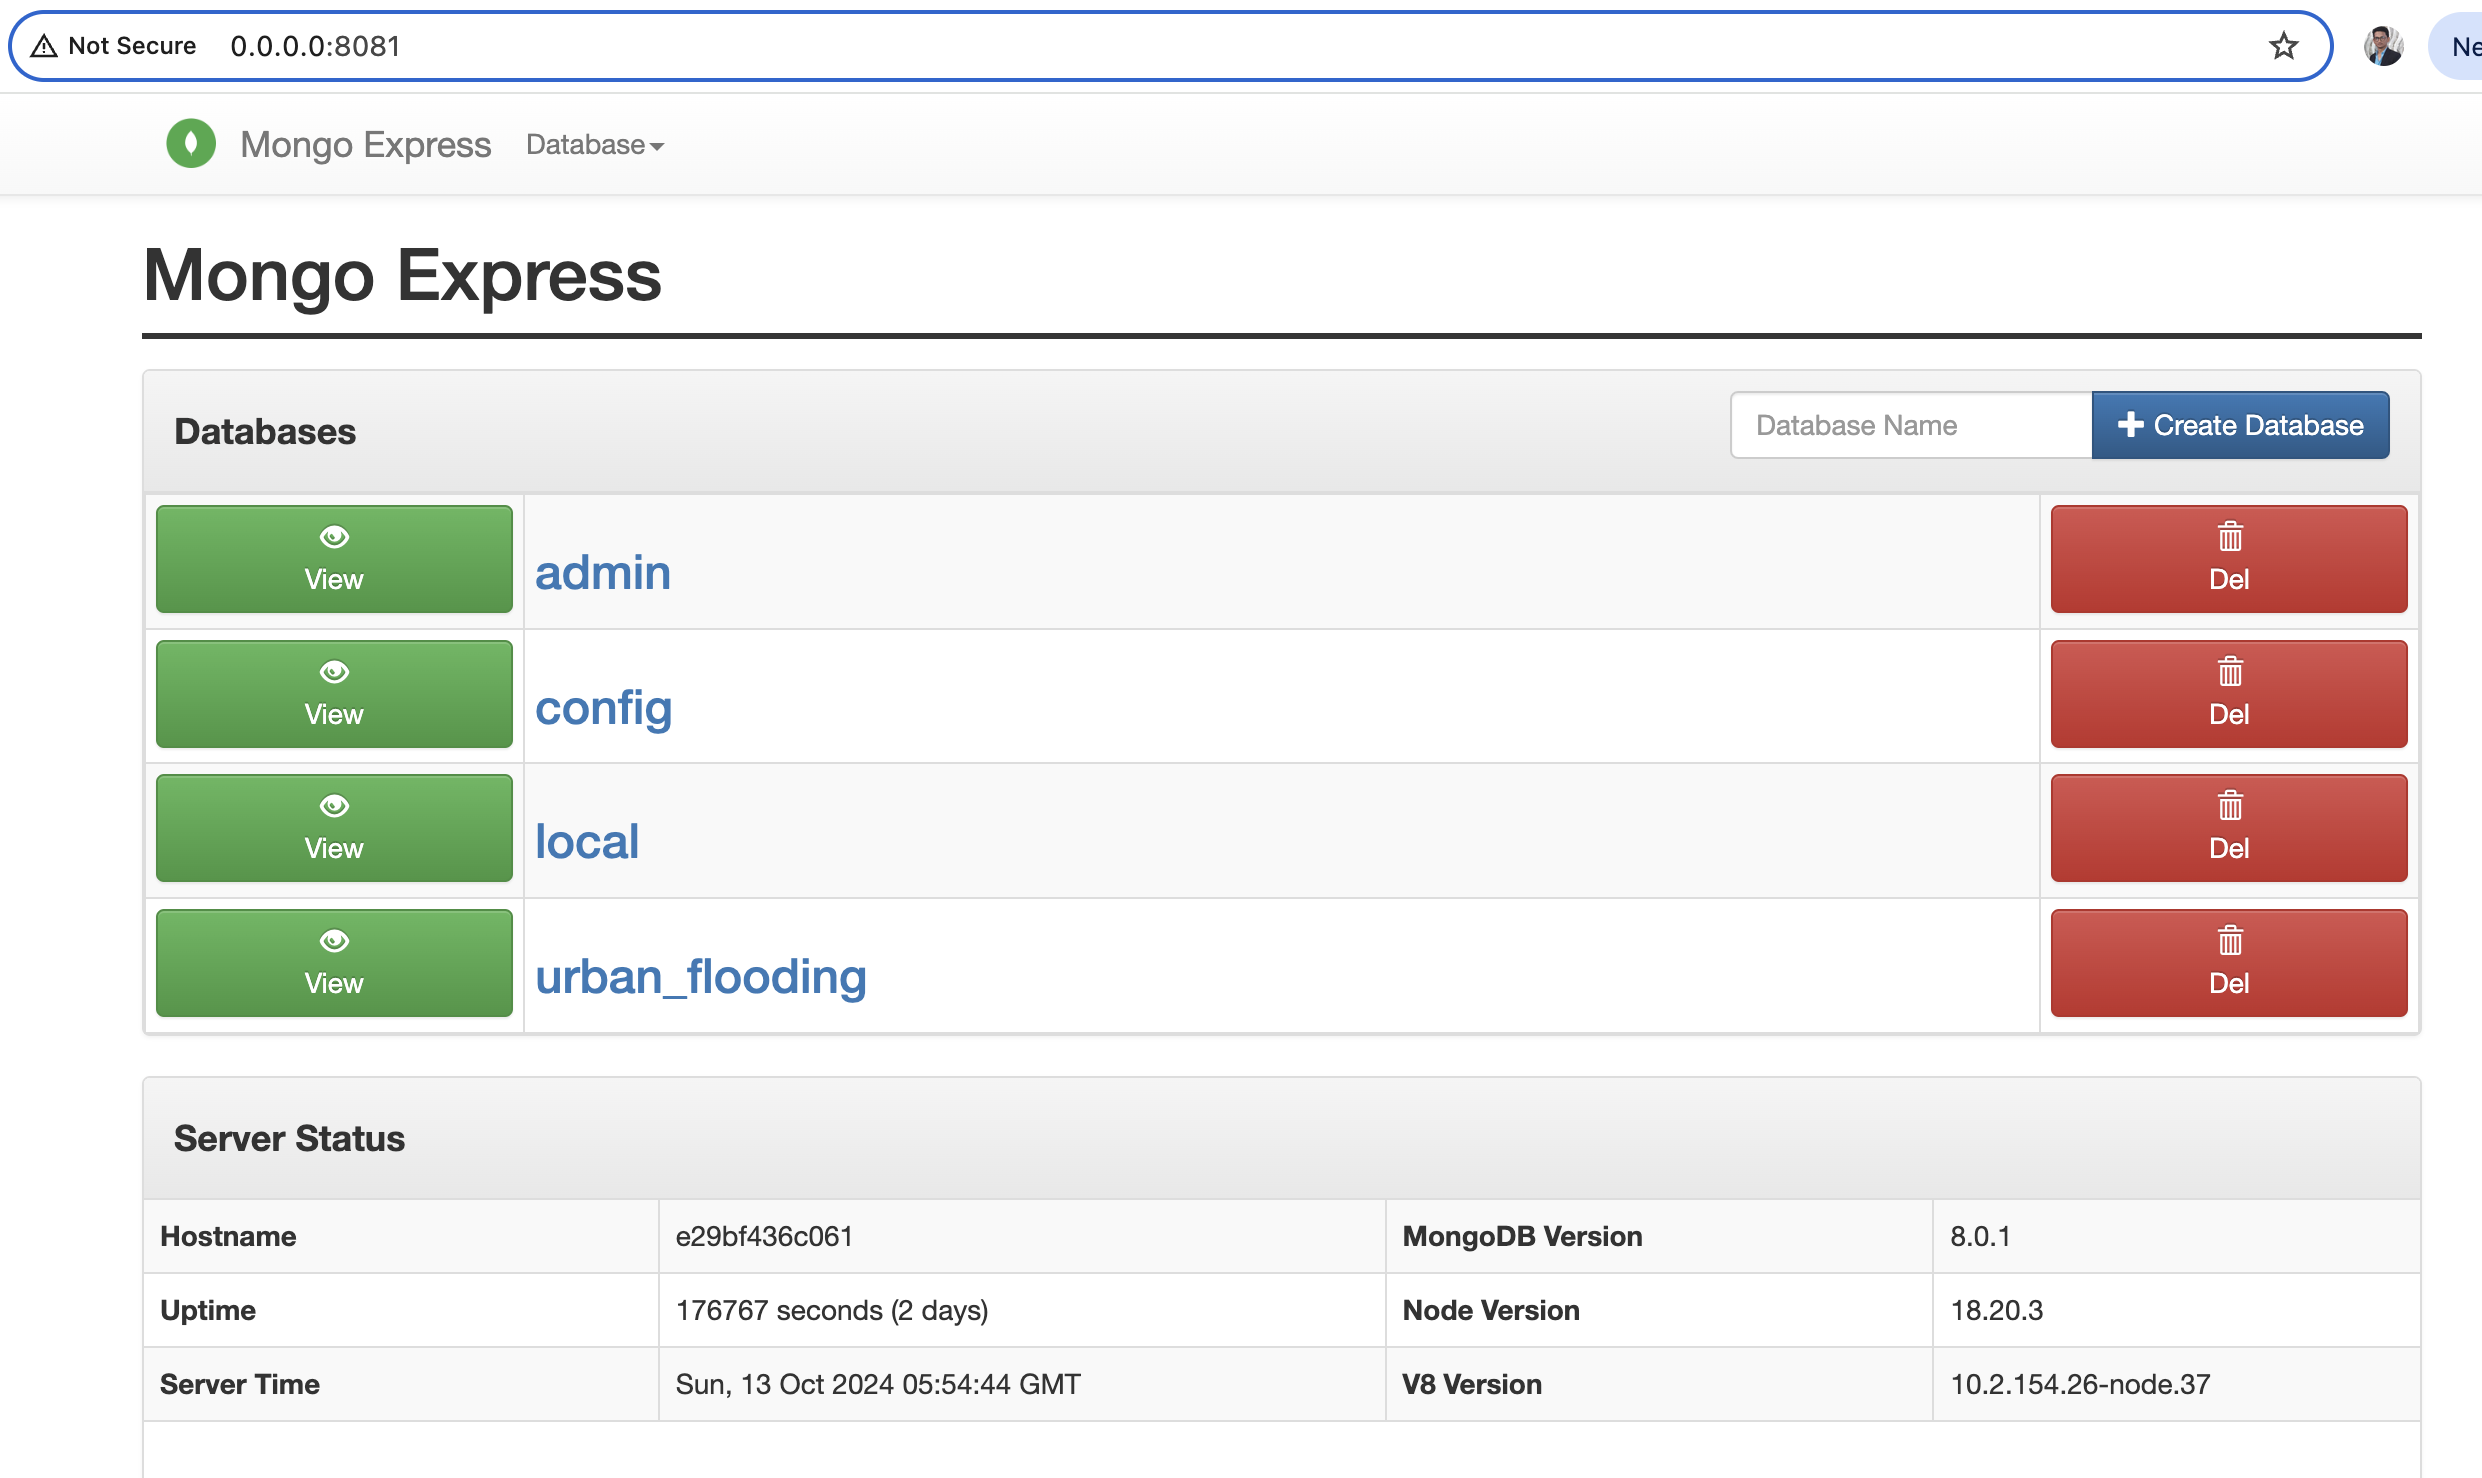 Not Secure 0.0.0.0:8081
Ne
Mongo Express Database
Mongo Express
Databases Database Name Create Database
View admin Del
View config Del
View local Del
View urban_flooding Del
Server Status
Hostname e29bf436c061 MongoDB Version 8.0.1
Uptime 176767 seconds (2 days) Node Version 18.20.3
Server Time Sun, 13 Oct 2024 05:54:44 GMT V8 Version 10.2.154.26-node.37